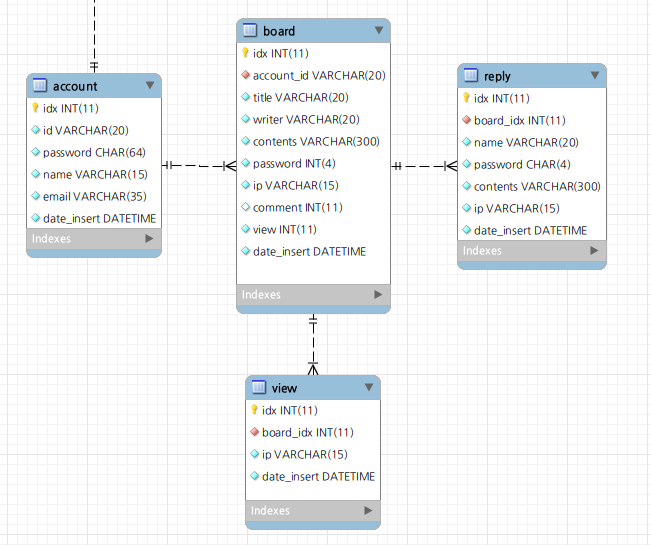 account
idx INT(11)
id VARCHAR(20)
password CHAR(64)
name VARCHAR(15)
email VARCHAR(35)
date_insert DATETIME
Indexes
board
idx INT(11)
account_id VARCHAR(20)
title VARCHAR(20)
writer VARCHAR(20)
contents VARCHAR(300)
password INT(4)
ip VARCHAR(15)
comment INT(11)
view INT(11)
date_insert DATETIME
Indexes
reply
idx INT(11)
board_idx INT(11)
name VARCHAR(20)
password CHAR(4)
contents VARCHAR(300)
ip VARCHAR(15)
date_insert DATETIME
Indexes
view
idx INT(11)
board_idx INT(11)
ip VARCHAR(15)
date_insert DATETIME
Indexes